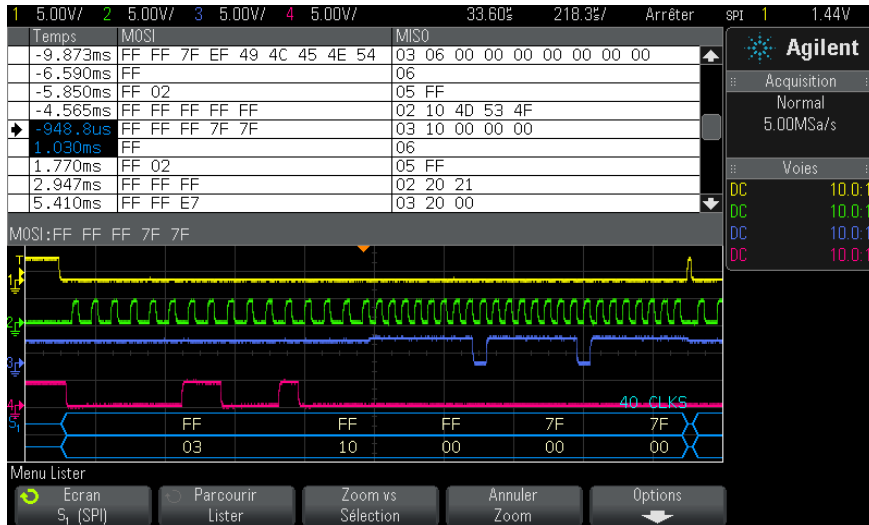 1 5.00V/ 2 5.00V/ 3 5.00V/ 4 5.00V/ 33.60% 218.3%/ Arrêter SPI 1 1.44V
Temps MOSI MISO
-9.873ms FF FF 7F EF 49 4C 45 4E 54 03 06 00 00 00 00 00 00 00
-6.590ms FF 06
-5.850ms FF 02 05 FF
-4.565ms FF FF FF FF FF 02 10 4D 53 4F
-948.8us FF FF FF 7F 7F 03 10 00 00 00
1.030ms FF 06
1.770ms FF 02 05 FF
2.947ms FF FF FF 02 20 21
5.410ms FF FF E7 03 20 00
Agilent
Acquisition
Normal
5.00MSa/s
Voies
DC 10.0:1
DC 10.0:1
DC 10.0:1
DC 10.0:1
MOSI:FF FF FF 7F 7F
T
1
2
3
4
40 CLKS
S1 FF FF FF 7F 7F
03 10 00 00 00
Menu Lister
Ecran Parcourir Zoom vs Annuler Options
S1 (SPI) Lister Sélection Zoom